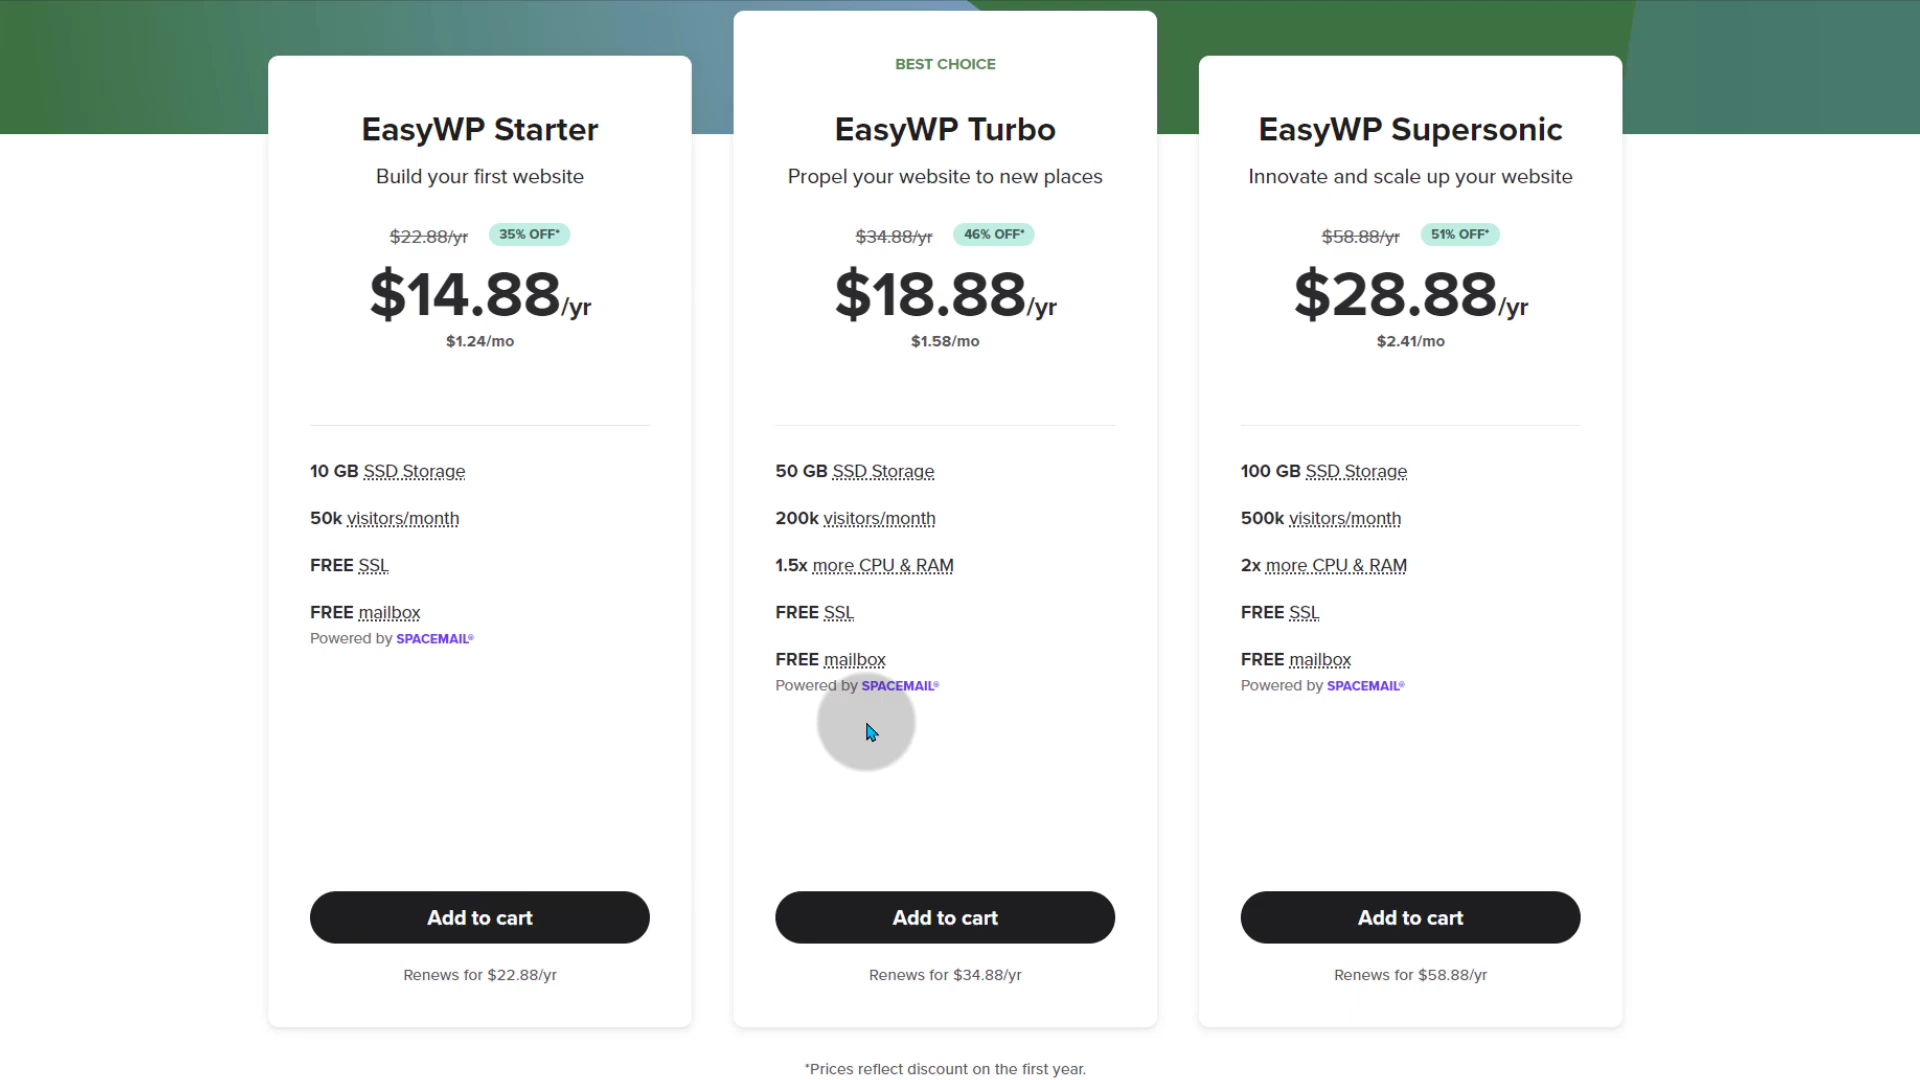 EasyWP Starter
Build your first website
$22.88/yr 35% OFF*
$14.88/yr
$1.24/mo
10 GB SSD Storage
50k visitors/month
FREE SSL
FREE mailbox
Powered by SPACEMAIL®
Add to cart
Renews for $22.88/yr
BEST CHOICE
EasyWP Turbo
Propel your website to new places
$34.88/yr 46% OFF*
$18.88/yr
$1.58/mo
50 GB SSD Storage
200k visitors/month
1.5x more CPU & RAM
FREE SSL
FREE mailbox
Powered by SPACEMAIL®
Add to cart
Renews for $34.88/yr
EasyWP Supersonic
Innovate and scale up your website
$58.88/yr 51% OFF*
$28.88/yr
$2.41/mo
100 GB SSD Storage
500k visitors/month
2x more CPU & RAM
FREE SSL
FREE mailbox
Powered by SPACEMAIL®
Add to cart
Renews for $58.88/yr
*Prices reflect discount on the first year.